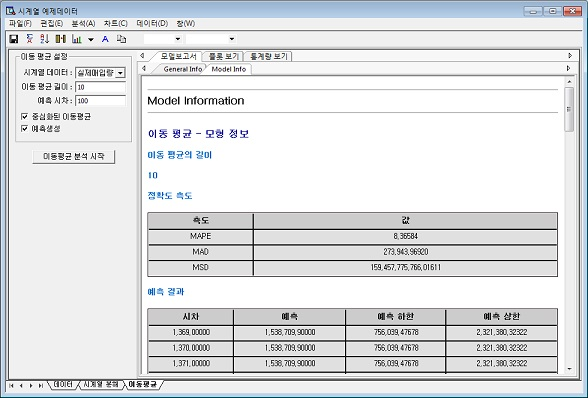 시계열 예제데이터
파일(F) 편집(E) 분석(A) 차트(C) 데이터(D) 창(W)
이동 평균 설정
시계열 데이터 : 실제매입량
이동 평균 길이 : 10
예측 시차 : 100
중심화된 이동평균
예측생성
이동평균 분석 시작
모델보고서 플롯 보기 통계량 보기
General Info Model Info
Model Information
이동 평균 - 모형 정보
이동 평균의 길이
10
정확도 측도
측도 값
MAPE 8,36584
MAD 273,943,96920
MSD 159,457,775,766,01611
예측 결과
시차 예측 예측 하한 예측 상한
1,369,00000 1,538,709,90000 756,039,47678 2,321,380,32322
1,370,00000 1,538,709,90000 756,039,47678 2,321,380,32322
1,371,00000 1,538,709,90000 756,039,47678 2,321,380,32322
데이터 시계열 분해 이동평균